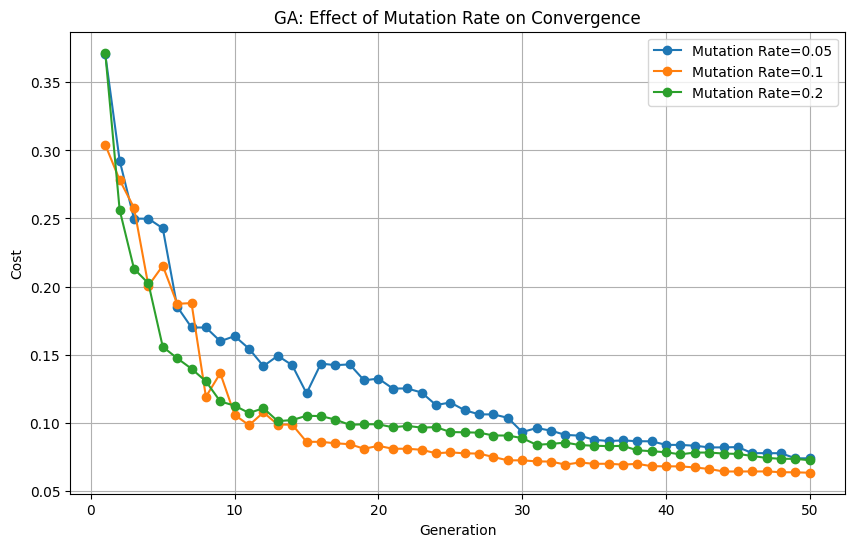 GA: Effect of Mutation Rate on Convergence
Mutation Rate=0.05
Mutation Rate=0.1
Mutation Rate=0.2
Cost
0.35
0.30
0.25
0.20
0.15
0.10
0.05
0 10 20 30 40 50
Generation